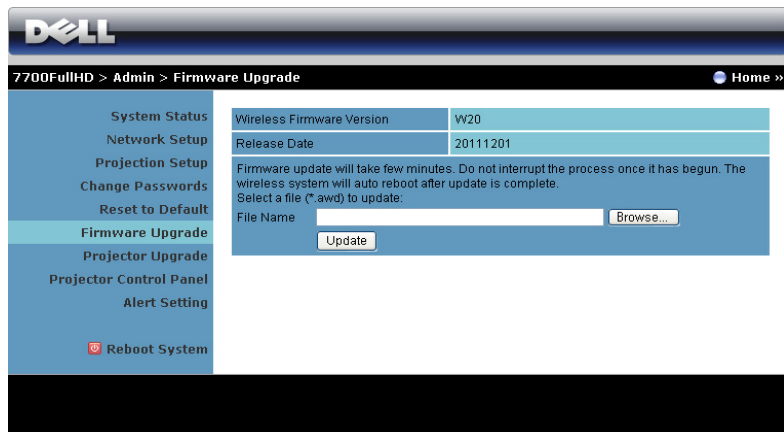 DELL
7700FullHD > Admin > Firmware Upgrade
Home »
System Status
Network Setup
Projection Setup
Change Passwords
Reset to Default
Firmware Upgrade
Projector Upgrade
Projector Control Panel
Alert Setting
Reboot System
Wireless Firmware Version W20
Release Date 20111201
Firmware update will take few minutes. Do not interrupt the process once it has begun. The
wireless system will auto reboot after update is complete.
Select a file (*.awd) to update:
File Name Browse...
Update